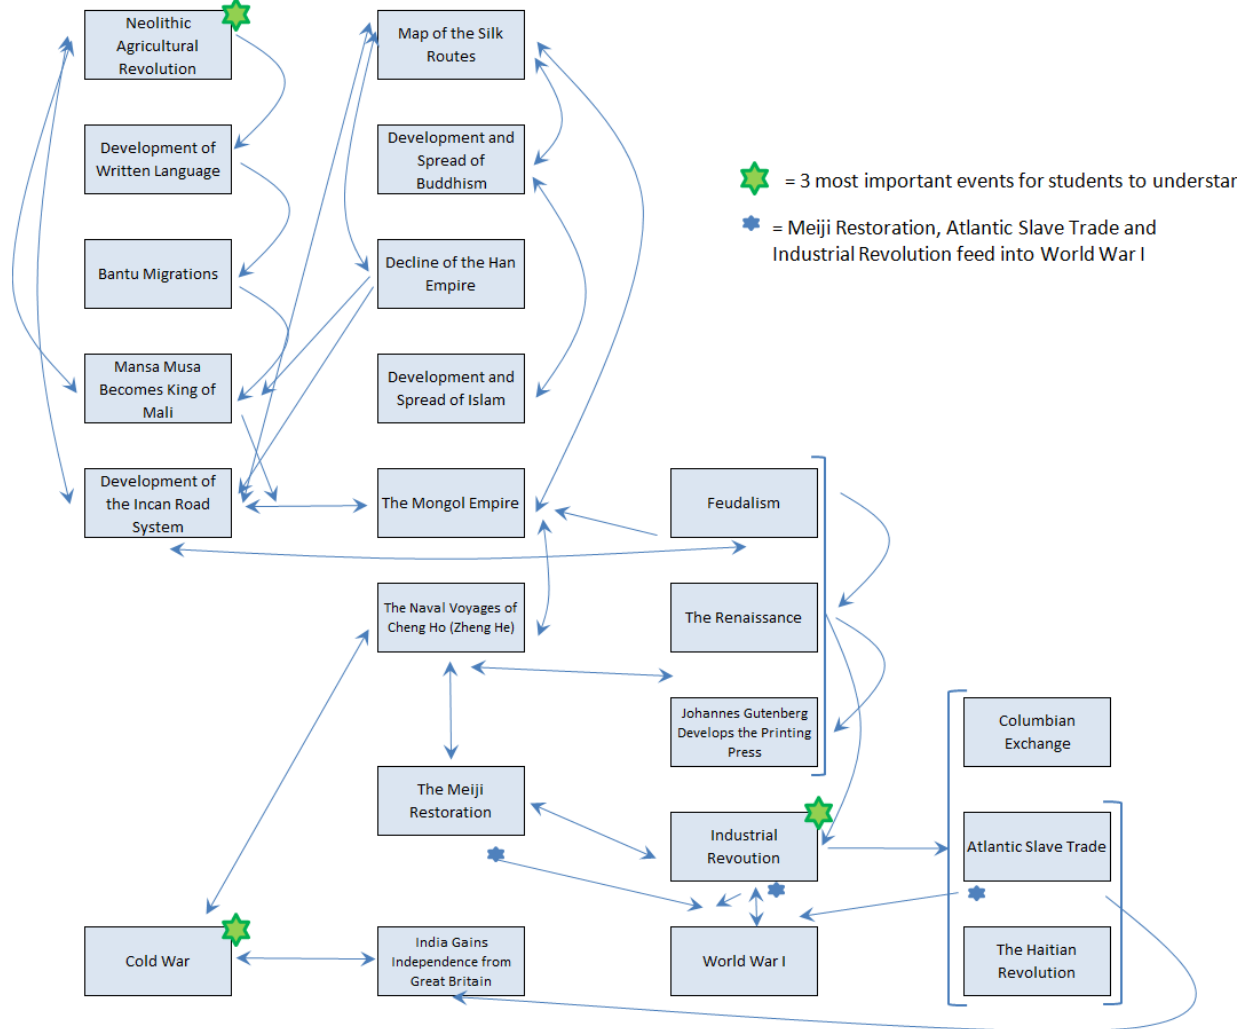 Neolithic
Agricultural
Revolution
Map of the Silk
Routes
Development of
Written Language
Development and
Spread of
Buddhism
= 3 most important events for students to understar
= Meiji Restoration, Atlantic Slave Trade and
Industrial Revolution feed into World War I
Bantu Migrations
Decline of the Han
Empire
Mansa Musa
Becomes King of
Mali
Development and
Spread of Islam
Development of
the Incan Road
System
The Mongol Empire
Feudalism
The Naval Voyages of
Cheng Ho (Zheng He)
The Renaissance
Johannes Gutenberg
Develops the Printing
Press
Columbian
Exchange
The Meiji
Restoration
Industrial
Revoution
Atlantic Slave Trade
Cold War
India Gains
Independence from
Great Britain
World War I
The Haitian
Revolution